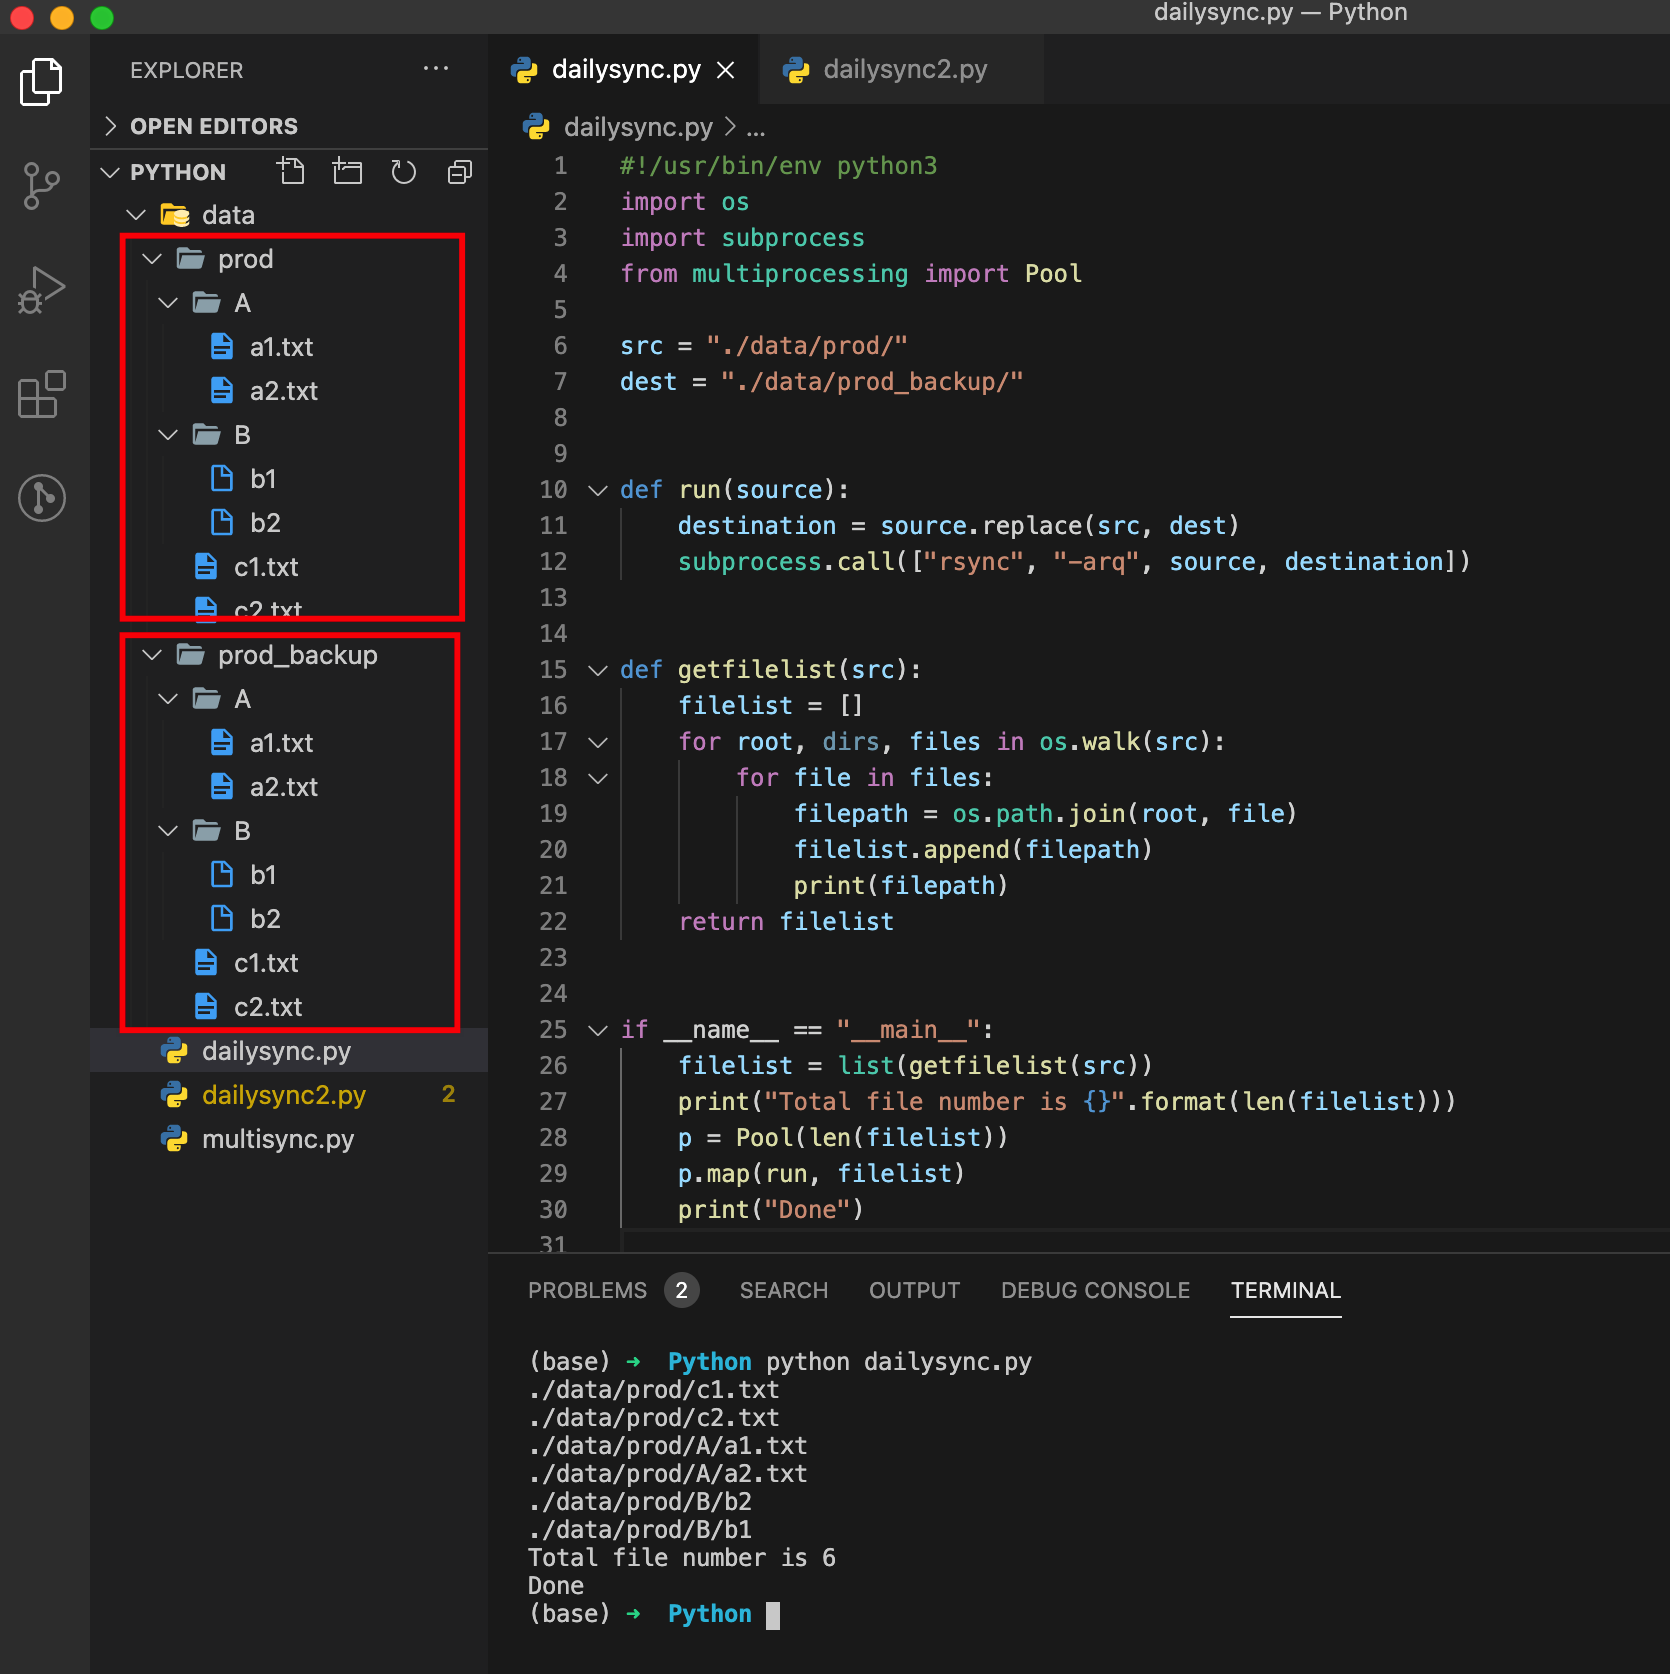 dailysync.py — Python
EXPLORER
OPEN EDITORS
PYTHON
data
prod
A
a1.txt
a2.txt
B
b1
b2
c1.txt
c2.txt
prod_backup
A
a1.txt
a2.txt
B
b1
b2
c1.txt
c2.txt
dailysync.py
dailysync2.py 2
multisync.py
dailysync.py dailysync2.py
dailysync.py > ...
1 #!/usr/bin/env python3
2 import os
3 import subprocess
4 from multiprocessing import Pool
5
6 src = "./data/prod/"
7 dest = "./data/prod_backup/"
8
9
10 def run(source):
11     destination = source.replace(src, dest)
12     subprocess.call(["rsync", "-arq", source, destination])
13
14
15 def getfilelist(src):
16     filelist = []
17     for root, dirs, files in os.walk(src):
18         for file in files:
19             filepath = os.path.join(root, file)
20             filelist.append(filepath)
21             print(filepath)
22     return filelist
23
24
25 if __name__ == "__main__":
26     filelist = list(getfilelist(src))
27     print("Total file number is {}".format(len(filelist)))
28     p = Pool(len(filelist))
29     p.map(run, filelist)
30     print("Done")
31
PROBLEMS 2 SEARCH OUTPUT DEBUG CONSOLE TERMINAL
(base) ➜ Python python dailysync.py
./data/prod/c1.txt
./data/prod/c2.txt
./data/prod/A/a1.txt
./data/prod/A/a2.txt
./data/prod/B/b2
./data/prod/B/b1
Total file number is 6
Done
(base) ➜ Python